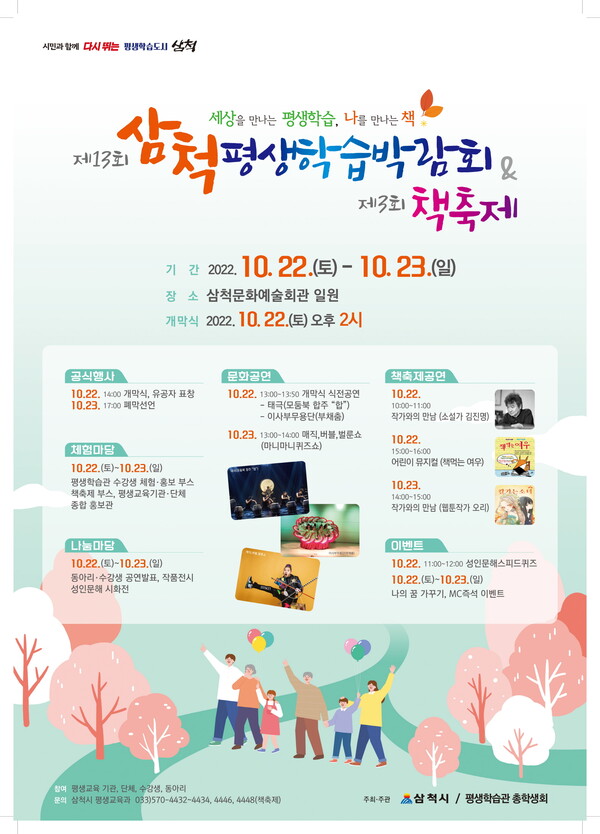 시민과 함께 다시 뛰는 평생학습도시 삼척
세상을 만나는 평생학습, 나를 만나는 책
제13회 삼척평생학습박람회 &
제3회 책축제
기 간 2022. 10. 22.(토) - 10. 23.(일)
장 소 삼척문화예술회관 일원
개막식 2022. 10. 22.(토) 오후 2시
공식행사
10.22. 14:00 개막식, 유공자 표창
10.23. 17:00 폐막선언
체험마당
10.22.(토)~10.23.(일)
평생학습관 수강생 체험·홍보 부스
책축제 부스, 평생교육기관·단체
종합 홍보관
나눔마당
10.22.(토)~10.23.(일)
동아리·수강생 공연발표, 작품전시
성인문해 시화전
문화공연
10.22. 13:00-13:50 개막식 식전공연
- 태극(모둠북 합주 "합")
- 이사부무용단(부채춤)
10.23. 13:00~14:00 매직,버블,벌룬쇼
(마니마니퀴즈쇼)
책축제공연
10.22.
10:00~11:00
작가와의 만남 (소설가 김진명)
10.22.
15:00~16:00
어린이 뮤지컬 (책먹는 여우)
10.23.
14:00~15:00
작가와의 만남 (웹툰작가 오리)
이벤트
10.22. 11:00~12:00 성인문해스피드퀴즈
10.22.(토)~10.23.(일)
나의 꿈 가꾸기, MC즉석 이벤트
참여 평생교육 기관, 단체, 수강생, 동아리
문의 삼척시 평생교육과 033)570-4432~4434, 4446, 4448(책축제)
주최·주관 삼척시 / 평생학습관 총학생회